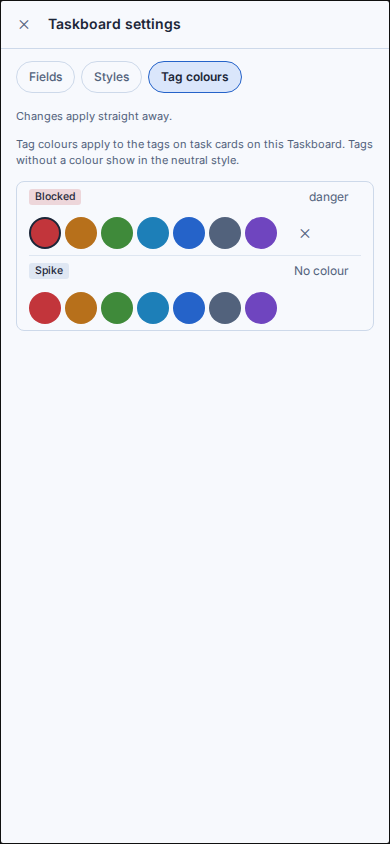 Taskboard settings
Fields Styles Tag colours
Changes apply straight away.
Tag colours apply to the tags on task cards on this Taskboard. Tags
without a colour show in the neutral style.
Blocked danger
Spike No colour